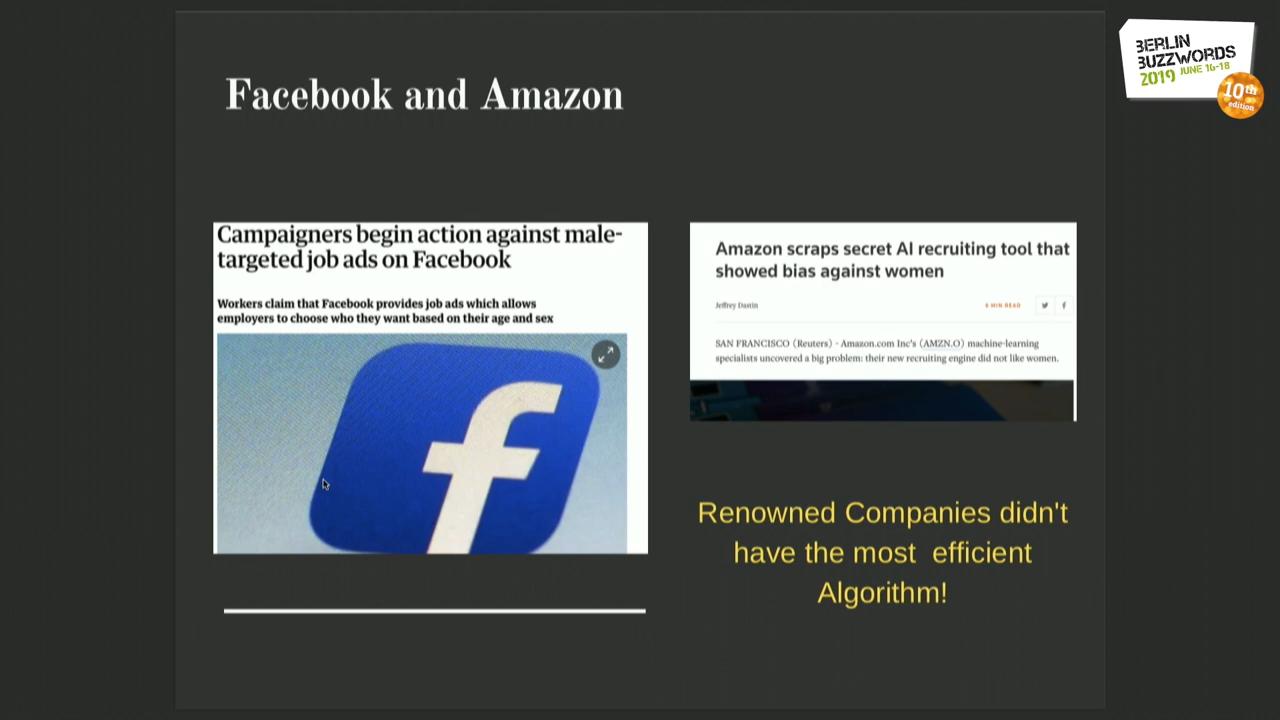 Facebook and Amazon
BERLIN
BUZZWORDS
2019 JUNE 16-18
10th
edition
Campaigners begin action against male-
targeted job ads on Facebook
Workers claim that Facebook provides job ads which allows
employers to choose who they want based on their age and sex
Amazon scraps secret AI recruiting tool that
showed bias against women
Jeffrey Dastin
6 MIN READ
SAN FRANCISCO (Reuters) - Amazon.com Inc's (AMZN.O) machine-learning
specialists uncovered a big problem: their new recruiting engine did not like women.
Renowned Companies didn't
have the most  efficient
Algorithm!